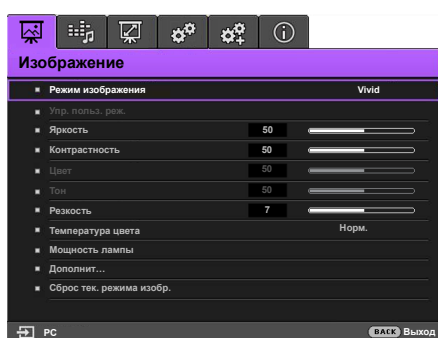 Изображение
Режим изображения Vivid
Упр. польз. реж.
Яркость 50
Контрастность 50
Цвет 50
Тон 50
Резкость 7
Температура цвета Норм.
Мощность лампы
Дополнит...
Сброс тек. режима изобр.
PC BACK Выход